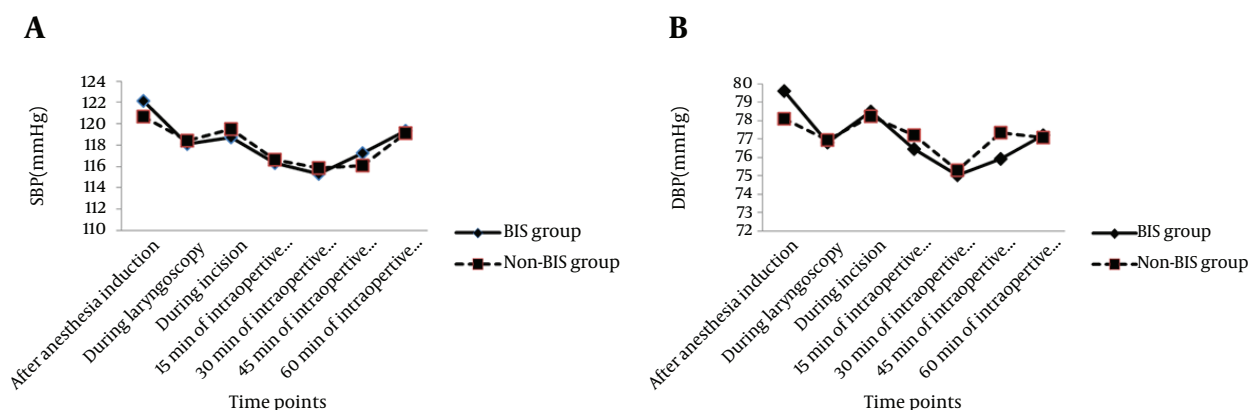 A
SBP(mmHg)
124
122
120
118
116
114
112
110
After anesthesia induction
During laryngoscopy
During incision
15 min of intraopertive...
30 min of intraopertive...
45 min of intraopertive...
60 min of intraopertive...
Time points
BIS group
Non-BIS group
B
DBP(mmHg)
80
79
78
77
76
75
74
73
72
After anesthesia induction
During laryngoscopy
During incision
15 min of intraopertive...
30 min of intraopertive...
45 min of intraopertive...
60 min of intraopertive...
Time points
BIS group
Non-BIS group